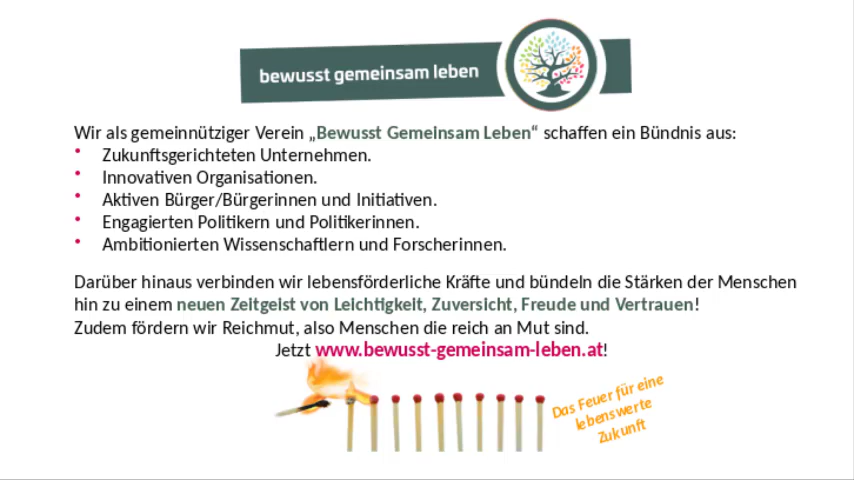 bewusst gemeinsam leben
Wir als gemeinnütziger Verein „Bewusst Gemeinsam Leben“ schaffen ein Bündnis aus:
• Zukunftsgerichteten Unternehmen.
• Innovativen Organisationen.
• Aktiven Bürger/Bürgerinnen und Initiativen.
• Engagierten Politikern und Politikerinnen.
• Ambitionierten Wissenschaftlern und Forscherinnen.
Darüber hinaus verbinden wir lebensförderliche Kräfte und bündeln die Stärken der Menschen
hin zu einem neuen Zeitgeist von Leichtigkeit, Zuversicht, Freude und Vertrauen!
Zudem fördern wir Reichmut, also Menschen die reich an Mut sind.
Jetzt www.bewusst-gemeinsam-leben.at!
Das Feuer für eine
lebenswerte
Zukunft